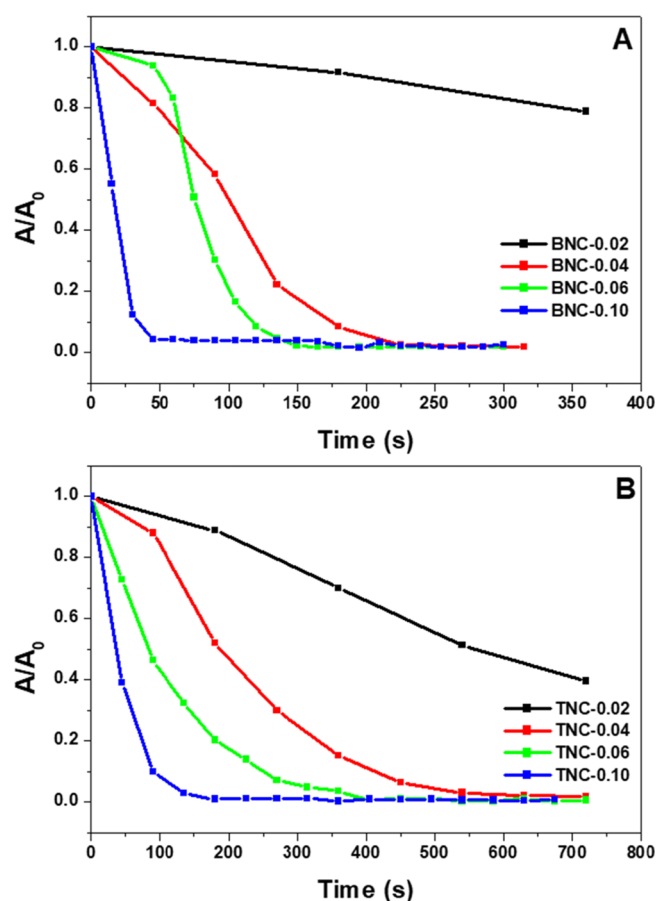 A
1.0
0.8
0.6
0.4
0.2
0.0
A/A₀
BNC-0.02
BNC-0.04
BNC-0.06
BNC-0.10
0 50 100 150 200 250 300 350 400
Time (s)
B
1.0
0.8
0.6
0.4
0.2
0.0
A/A₀
TNC-0.02
TNC-0.04
TNC-0.06
TNC-0.10
0 100 200 300 400 500 600 700 800
Time (s)